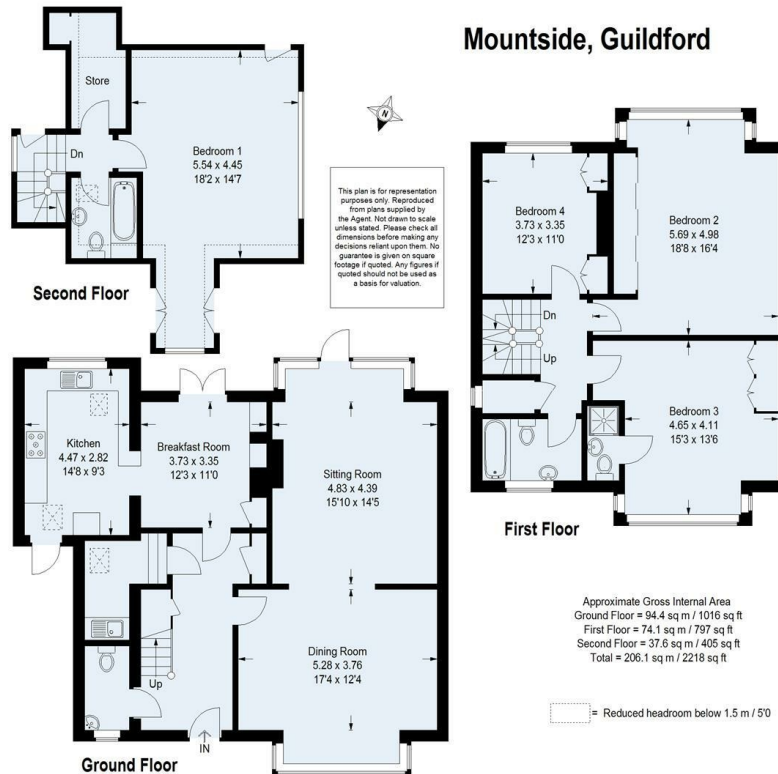 Mountside, Guildford
Store
Dn
Bedroom 1
5.54 x 4.45
18'2 x 14'7
Second Floor
N
This plan is for representation
purposes only. Reproduced
from plans supplied by
the Agent. Not drawn to scale
unless stated. Please check all
dimensions before making any
decisions reliant upon them. No
guarantee is given on square
footage if quoted. Any figures if
quoted should not be used as
a basis for valuation.
Bedroom 4
3.73 x 3.35
12'3 x 11'0
Bedroom 2
5.69 x 4.98
18'8 x 16'4
Dn
Up
Bedroom 3
4.65 x 4.11
15'3 x 13'6
First Floor
Kitchen
4.47 x 2.82
14'8 x 9'3
Breakfast Room
3.73 x 3.35
12'3 x 11'0
Sitting Room
4.83 x 4.39
15'10 x 14'5
Dining Room
5.28 x 3.76
17'4 x 12'4
Up
IN
Ground Floor
Approximate Gross Internal Area
Ground Floor = 94.4 sq m / 1016 sq ft
First Floor = 74.1 sq m / 797 sq ft
Second Floor = 37.6 sq m / 405 sq ft
Total = 206.1 sq m / 2218 sq ft
= Reduced headroom below 1.5 m / 5'0